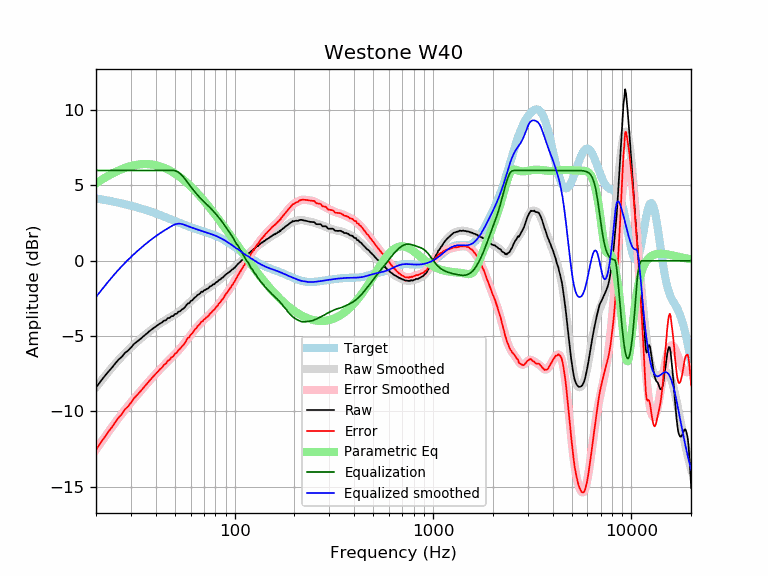 Westone W40
10
5
0
−5
−10
−15
Amplitude (dBr)
Target
Raw Smoothed
Error Smoothed
Raw
Error
Parametric Eq
Equalization
Equalized smoothed
100
1000
10000
Frequency (Hz)